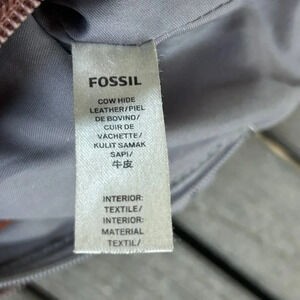 FOSSIL
COW HIDE
LEATHER/PIEL
DE BOVINO/
CUIR DE
VACHETTE/
KULIT SAMAK
SAPI/
牛皮
INTERIOR:
TEXTILE/
INTERIOR:
MATERIAL
TEXTIL/